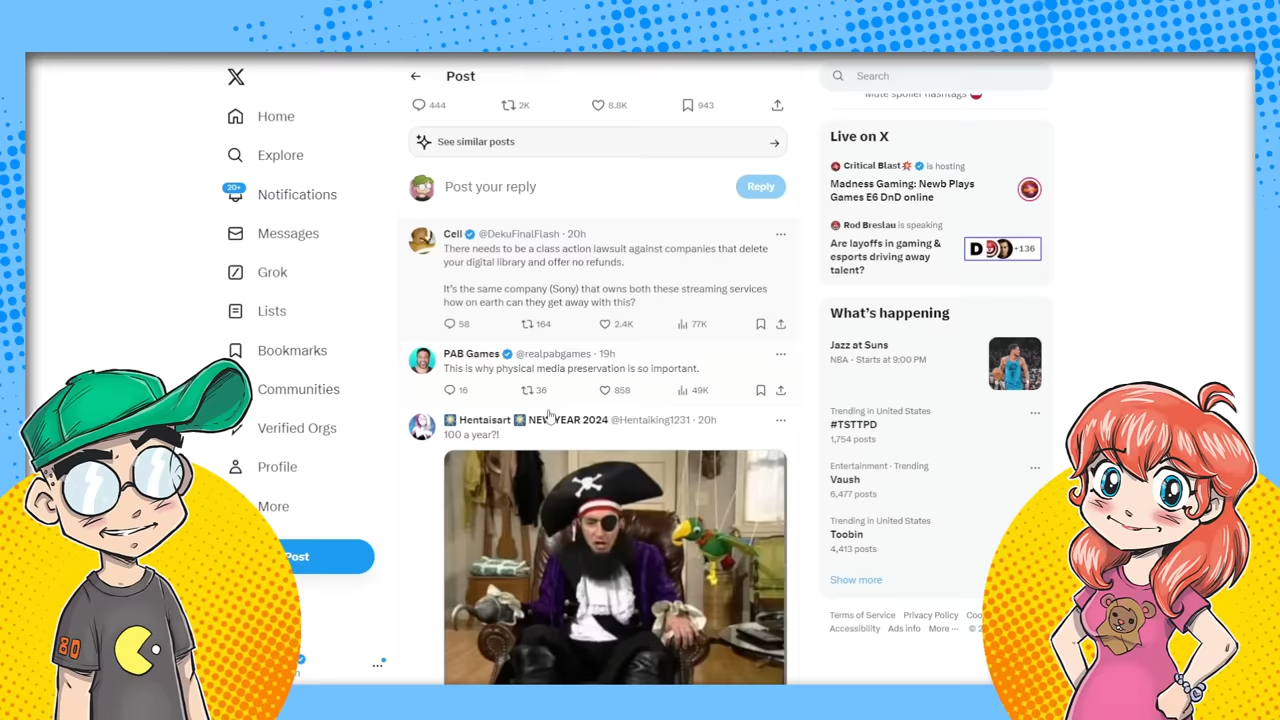 Home
Explore
20+
Notifications
Messages
Grok
Lists
Bookmarks
Communities
Verified Orgs
Profile
More
Post
Post
444
2K
8.8K
943
See similar posts
Post your reply
Reply
Cell @DekuFinalFlash · 20h
There needs to be a class action lawsuit against companies that delete
your digital library and offer no refunds.
It's the same company (Sony) that owns both these streaming services
how on earth can they get away with this?
58
164
2.4K
77K
PAB Games @realpabgames · 19h
This is why physical media preservation is so important.
16
36
858
49K
Hentaisart NEW YEAR 2024 @Hentaiking1231 · 20h
100 a year?!
Search
Mute spoiler hashtags
Live on X
Critical Blast is hosting
Madness Gaming: Newb Plays
Games E6 DnD online
Rod Breslau is speaking
Are layoffs in gaming &
esports driving away
talent?
D
+136
What's happening
Jazz at Suns
NBA · Starts at 9:00 PM
Trending in United States
#TSTTPD
1,754 posts
Entertainment · Trending
Vaush
6,477 posts
Trending in United States
Toobin
4,413 posts
Show more
Terms of Service Privacy Policy
Accessibility Ads info More ···
80